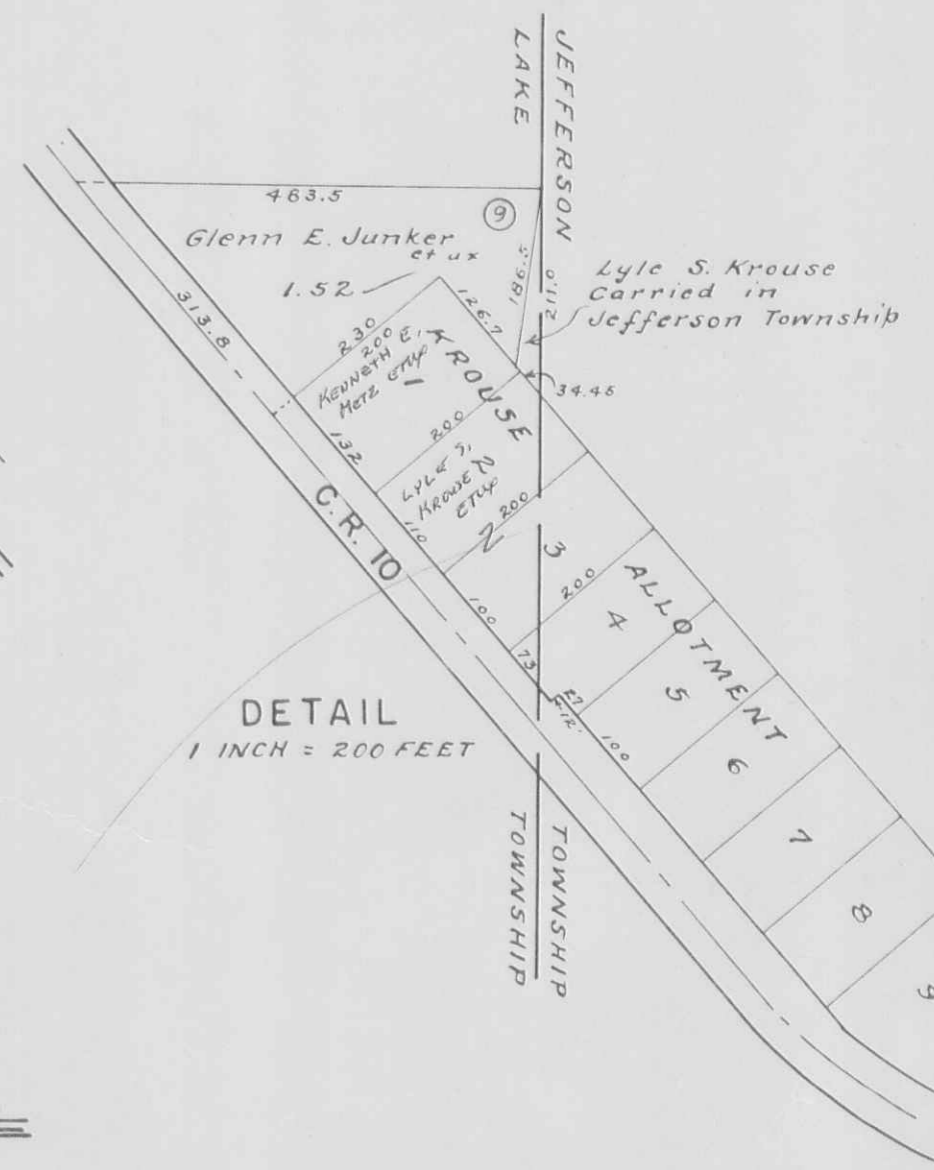 LAKE
JEFFERSON
463.5
9
Glenn E. Junker
et ux
1.52
186.5
211.0
Lyle S. Krouse
Carried in
Jefferson Township
313.8
126.7
34.45
230
200
KENNETH E.
METZ ETUX
1
KROUSE
132
200
LYLE S.
KROUSE
ETUX
2
110
200
C.R. 10
3
100
200
ALLOTMENT
4
73
27
100
5
6
7
8
9
DETAIL
1 INCH = 200 FEET
TOWNSHIP
TOWNSHIP